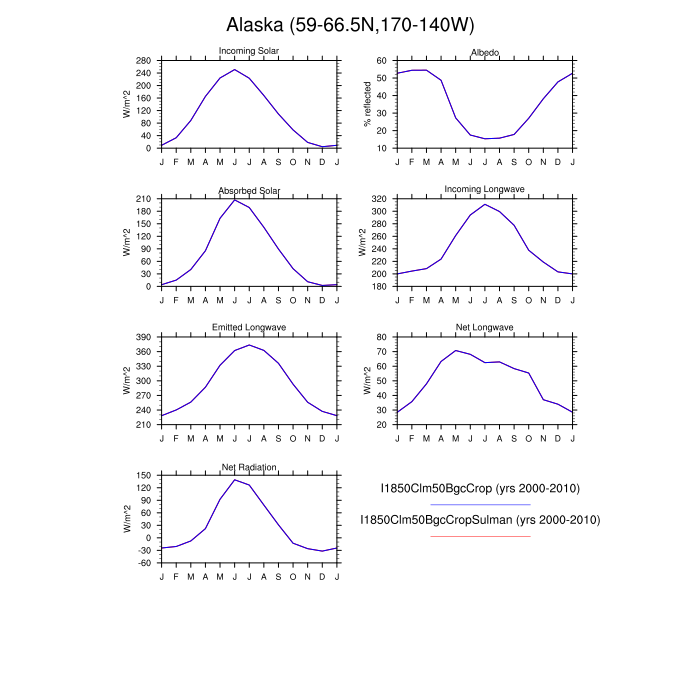 Alaska (59-66.5N,170-140W)
Incoming Solar
W/m^2
280
240
200
160
120
80
40
0
J F M A M J J A S O N D J
Albedo
% reflected
60
50
40
30
20
10
J F M A M J J A S O N D J
Absorbed Solar
W/m^2
210
180
150
120
90
60
30
0
J F M A M J J A S O N D J
Incoming Longwave
W/m^2
320
300
280
260
240
220
200
180
J F M A M J J A S O N D J
Emitted Longwave
W/m^2
390
360
330
300
270
240
210
J F M A M J J A S O N D J
Net Longwave
W/m^2
80
70
60
50
40
30
20
J F M A M J J A S O N D J
Net Radiation
W/m^2
150
120
90
60
30
0
-30
-60
J F M A M J J A S O N D J
I1850Clm50BgcCrop (yrs 2000-2010)
I1850Clm50BgcCropSulman (yrs 2000-2010)